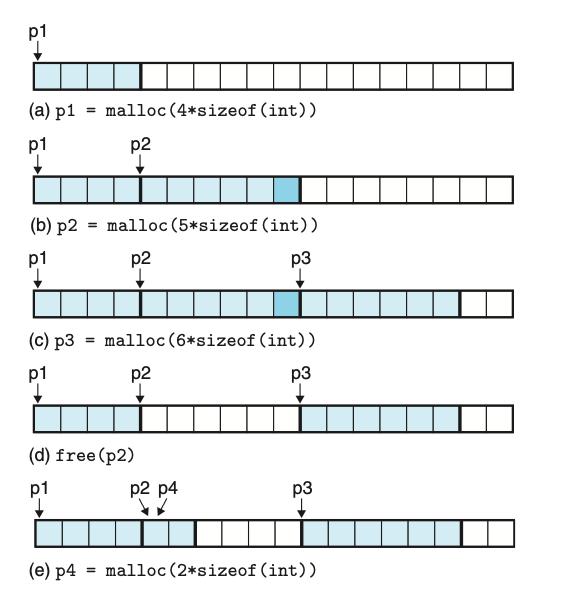 p1
(a) p1 = malloc(4*sizeof(int))
p1 p2
(b) p2 = malloc(5*sizeof(int))
p1 p2 p3
(c) p3 = malloc(6*sizeof(int))
p1 p2 p3
(d) free(p2)
p1 p2 p4 p3
(e) p4 = malloc(2*sizeof(int))